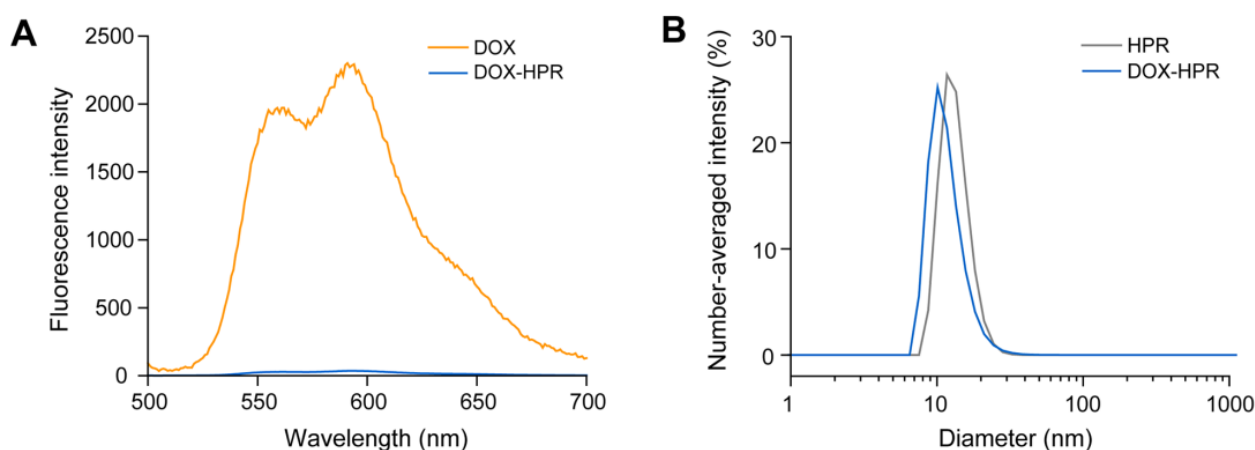 A
Fluorescence intensity
2500
2000
1500
1000
500
0
500
550
600
650
700
Wavelength (nm)
DOX
DOX-HPR
B
Number-averaged intensity (%)
30
20
10
0
1
10
100
1000
Diameter (nm)
HPR
DOX-HPR